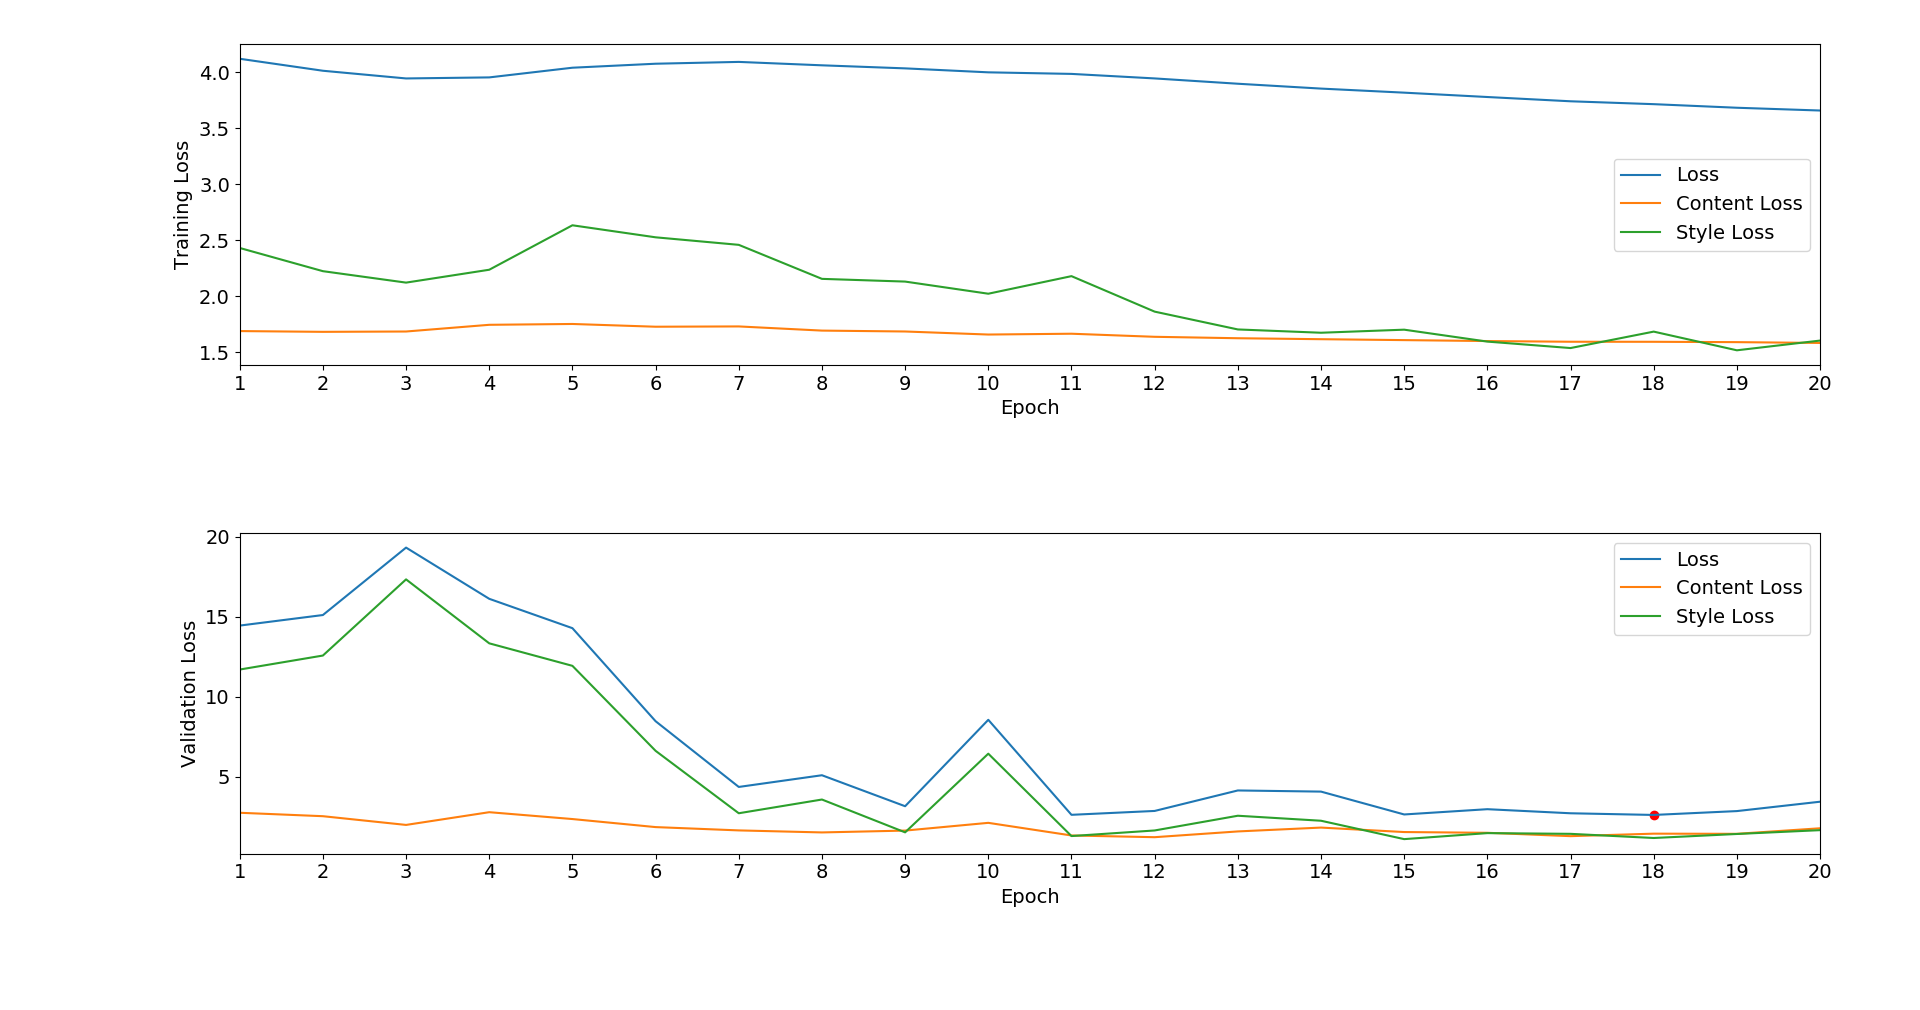 Training Loss
4.0
3.5
3.0
2.5
2.0
1.5
Loss
Content Loss
Style Loss
1 2 3 4 5 6 7 8 9 10 11 12 13 14 15 16 17 18 19 20
Epoch
Validation Loss
20
15
10
5
Loss
Content Loss
Style Loss
1 2 3 4 5 6 7 8 9 10 11 12 13 14 15 16 17 18 19 20
Epoch